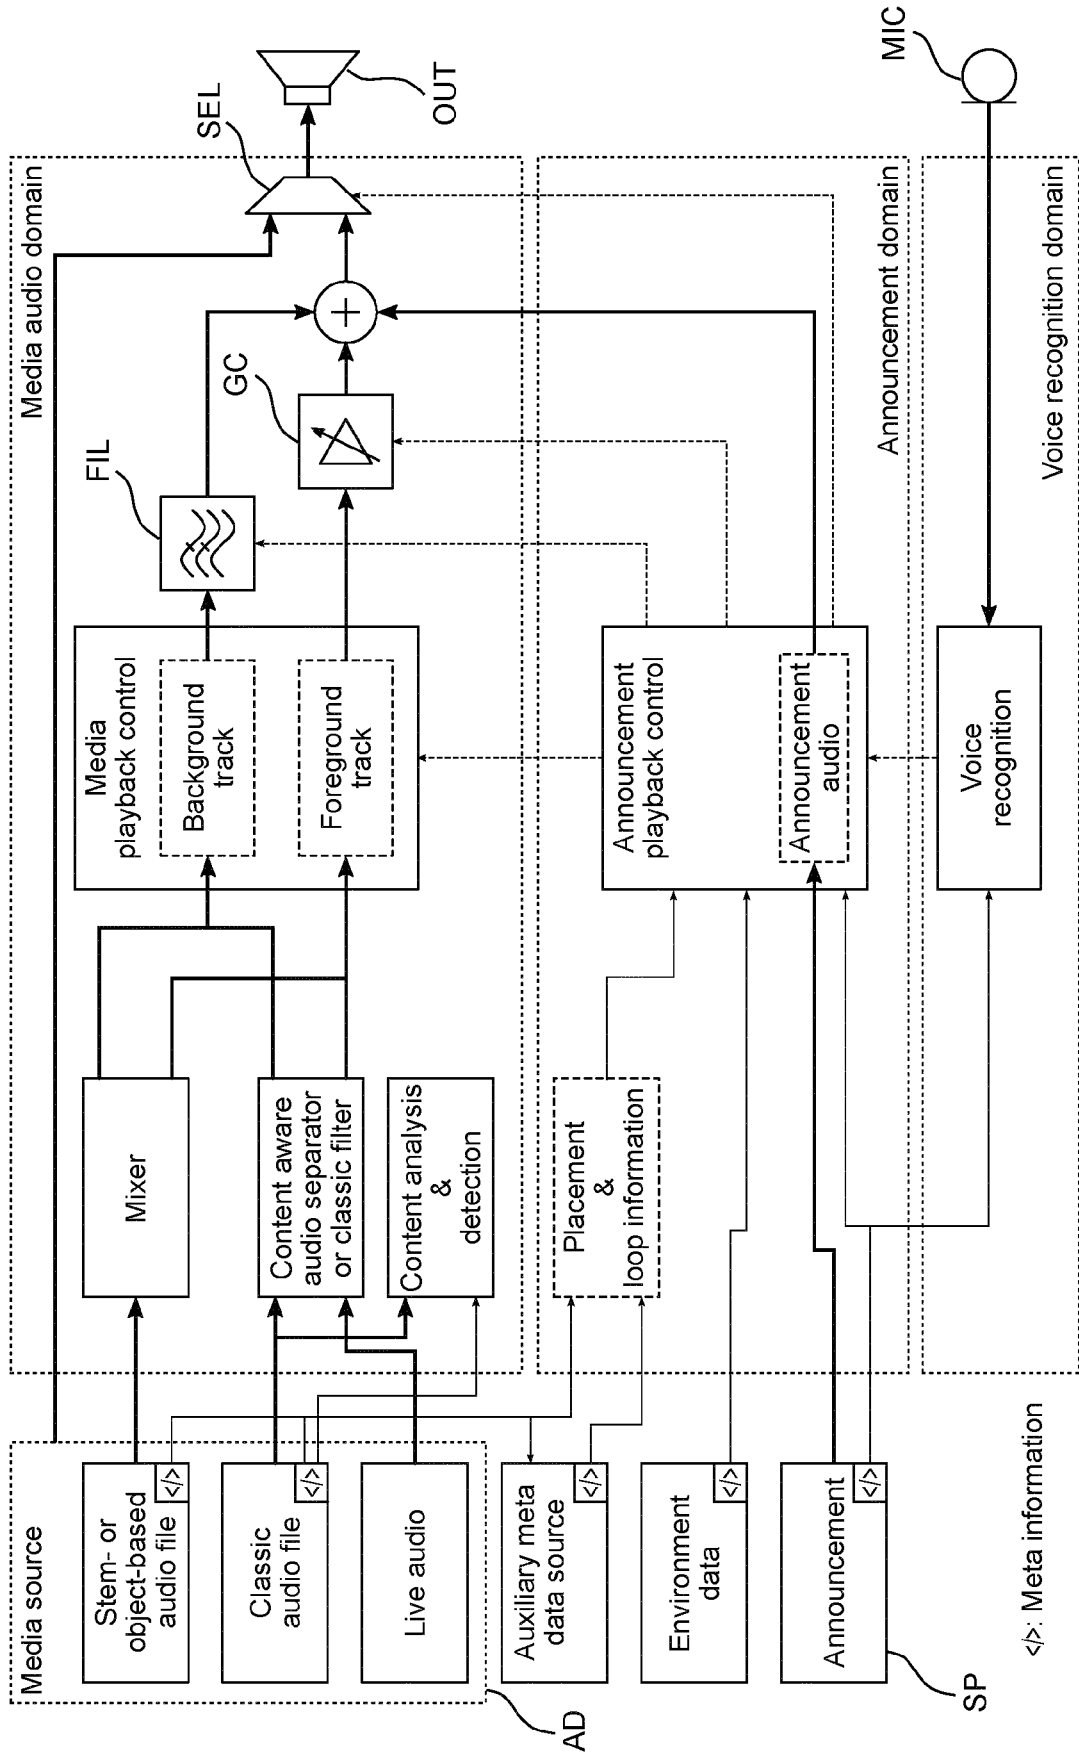 Media source
Stem- or
object-based
audio file
</>
Classic
audio file
</>
Live audio
AD
Auxiliary meta
data source
</>
Environment
data
</>
Announcement
</>
SP
</>: Meta information
Media audio domain
Mixer
Content aware
audio separator
or classic filter
Content analysis
&
detection
Media
playback control
Background
track
Foreground
track
FIL
GC
+
SEL
OUT
Announcement domain
Placement
&
loop information
Announcement
playback control
Announcement
audio
Voice recognition domain
Voice
recognition
MIC